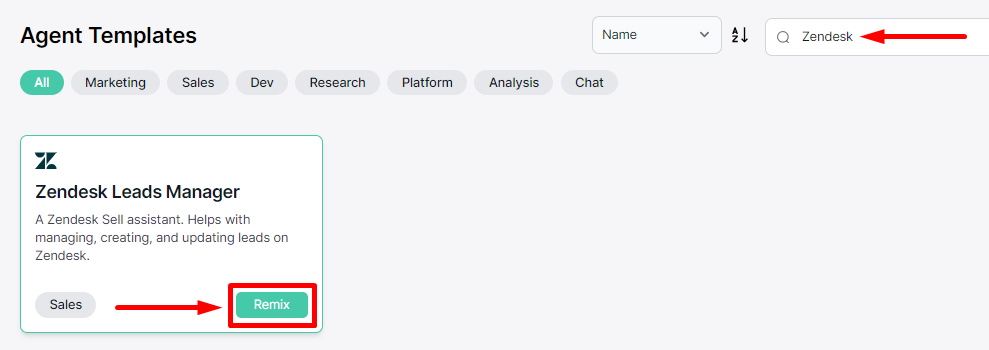 Agent Templates
Name
Zendesk
All
Marketing
Sales
Dev
Research
Platform
Analysis
Chat
Zendesk Leads Manager
A Zendesk Sell assistant. Helps with
managing, creating, and updating leads on
Zendesk.
Sales
Remix